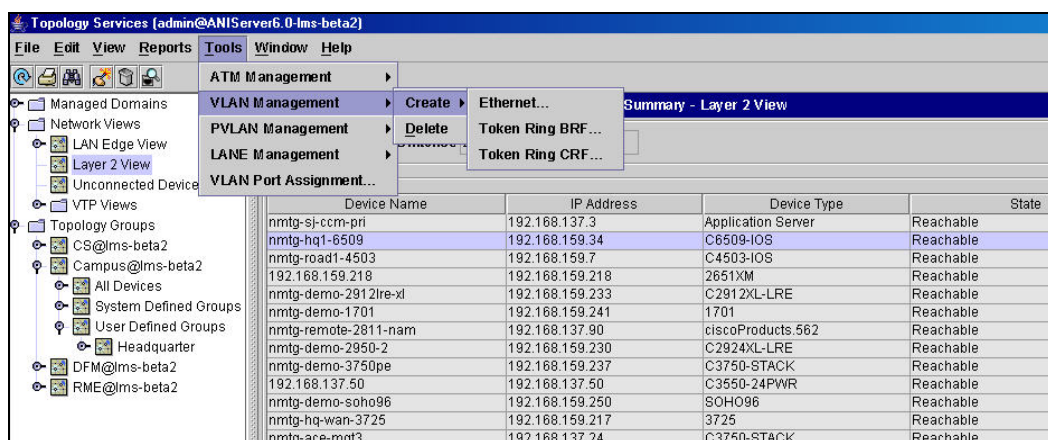 Topology Services (admin@ANIServer6.0-lms-beta2)
File Edit View Reports Tools Window Help
ATM Management
VLAN Management
PVLAN Management
LANE Management
VLAN Port Assignment...
Create
Delete
Ethernet...
Token Ring BRF...
Token Ring CRF...
Summary - Layer 2 View
Managed Domains
Network Views
LAN Edge View
Layer 2 View
Unconnected Device
VTP Views
Topology Groups
CS@lms-beta2
Campus@lms-beta2
All Devices
System Defined Groups
User Defined Groups
Headquarter
DFM@lms-beta2
RME@lms-beta2
Device Name IP Address Device Type State
nmtg-sj-ccm-pri 192.168.137.3 Application Server Reachable
nmtg-hq1-6509 192.168.159.34 C6509-IOS Reachable
nmtg-road1-4503 192.168.159.7 C4503-IOS Reachable
192.168.159.218 192.168.159.218 2651XM Reachable
nmtg-demo-2912lre-xl 192.168.159.233 C2912XL-LRE Reachable
nmtg-demo-1701 192.168.159.241 1701 Reachable
nmtg-remote-2811-nam 192.168.137.90 ciscoProducts.562 Reachable
nmtg-demo-2950-2 192.168.159.230 C2924XL-LRE Reachable
nmtg-demo-3750pe 192.168.159.237 C3750-STACK Reachable
192.168.137.50 192.168.137.50 C3550-24PWR Reachable
nmtg-demo-soho96 192.168.159.250 SOHO96 Reachable
nmtg-hq-wan-3725 192.168.159.217 3725 Reachable
nmtg-ace-mgt3 192.168.137.24 C3750-STACK Reachable